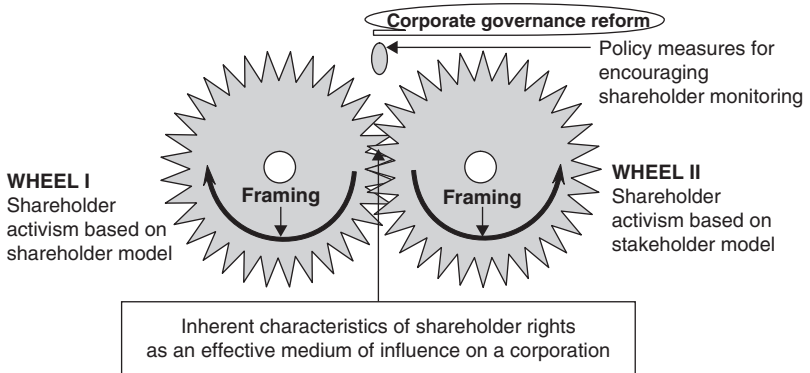 Corporate governance reform
Policy measures for
encouraging
shareholder monitoring
WHEEL I
Shareholder
activism based on
shareholder model
Framing
Framing
WHEEL II
Shareholder
activism based on
stakeholder model
Inherent characteristics of shareholder rights
as an effective medium of influence on a corporation